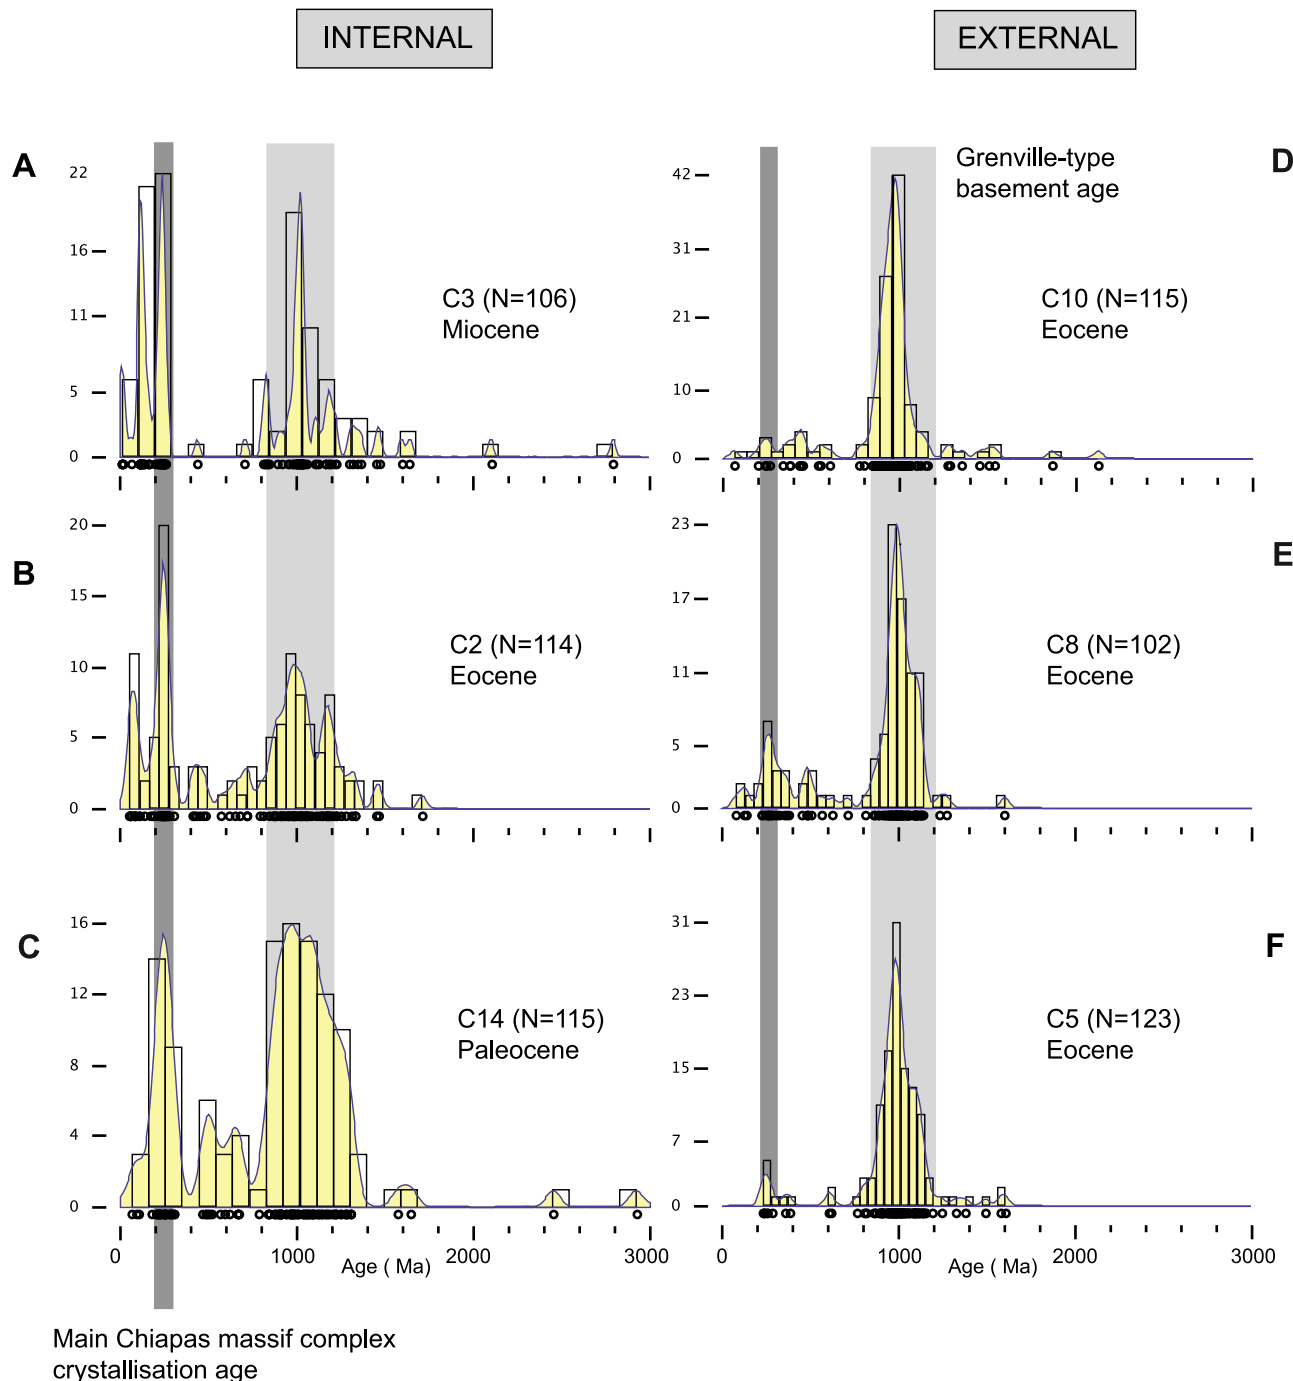 INTERNAL
EXTERNAL
A
22
16
11
5
0
C3 (N=106)
Miocene
D
Grenville-type
basement age
42
31
21
10
0
C10 (N=115)
Eocene
B
20
15
10
5
0
C2 (N=114)
Eocene
E
23
17
11
5
0
C8 (N=102)
Eocene
C
16
12
8
4
0
C14 (N=115)
Paleocene
F
31
23
15
7
0
C5 (N=123)
Eocene
0 1000 2000 3000
Age ( Ma)
0 1000 2000 3000
Age ( Ma)
Main Chiapas massif complex
crystallisation age